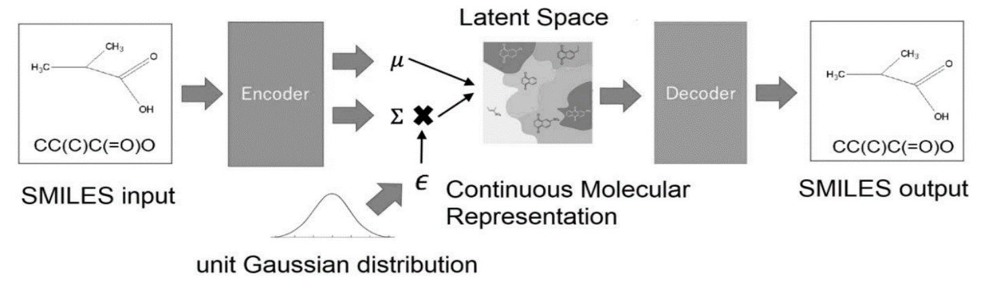 Latent Space
CH₃
H₃C
O
OH
CC(C)C(=O)O
SMILES input
Encoder
μ
Σ ✖
ϵ
unit Gaussian distribution
Continuous Molecular
Representation
Decoder
CH₃
H₃C
O
OH
CC(C)C(=O)O
SMILES output